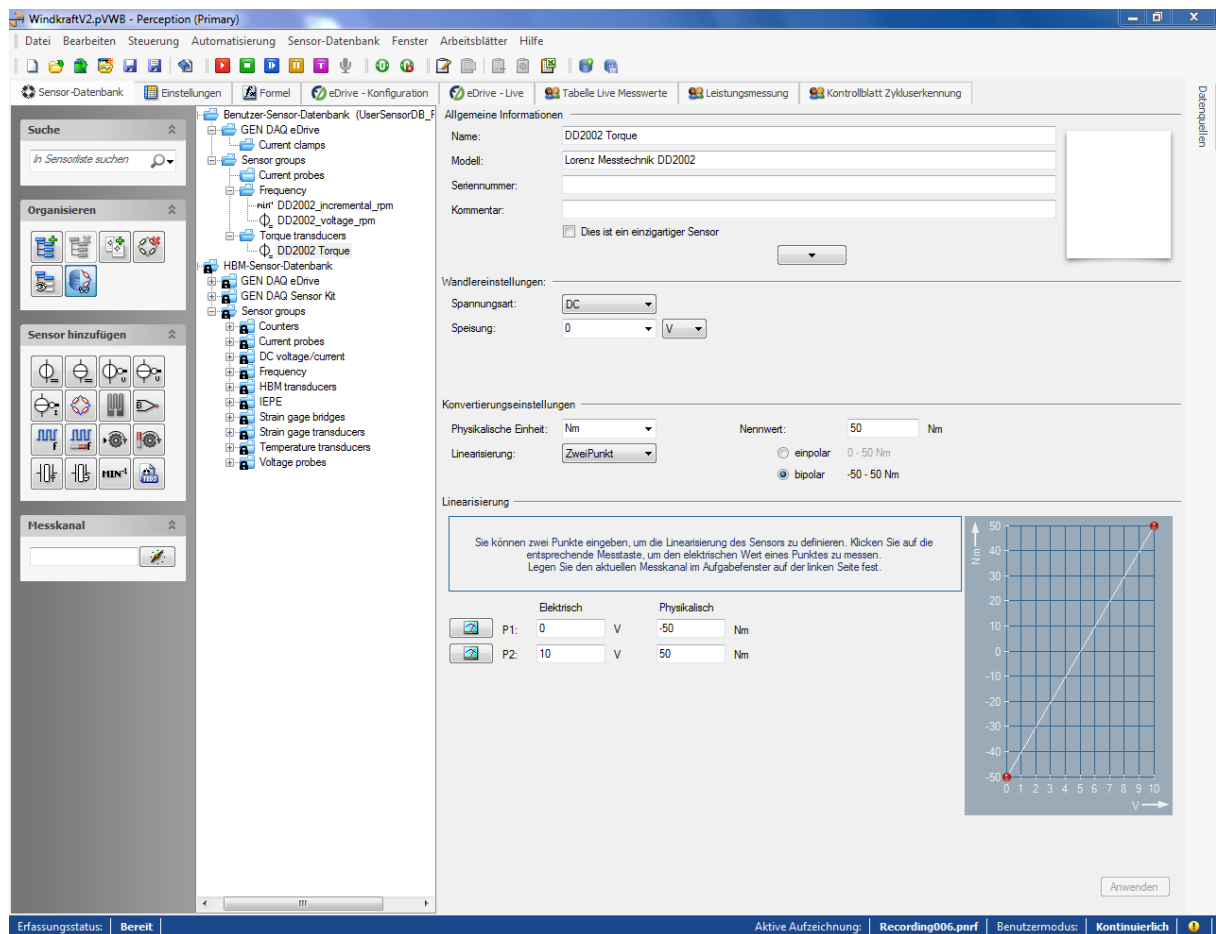 WindkraftV2.pVWB - Perception (Primary)
Datei Bearbeiten Steuerung Automatisierung Sensor-Datenbank Fenster Arbeitsblätter Hilfe
Sensor-Datenbank Einstellungen Formel eDrive - Konfiguration eDrive - Live Tabelle Live Messwerte Leistungsmessung Kontrollblatt Zykluserkennung
Datenquellen
Suche
In Sensorliste suchen
Organisieren
Sensor hinzufügen
MIN-1
TEDS
Messkanal
Benutzer-Sensor-Datenbank (UserSensorDB_F
GEN DAQ eDrive
Current clamps
Sensor groups
Current probes
Frequency
DD2002_incremental_rpm
DD2002_voltage_rpm
Torque transducers
DD2002 Torque
HBM-Sensor-Datenbank
GEN DAQ eDrive
GEN DAQ Sensor Kit
Sensor groups
Counters
Current probes
DC voltage/current
Frequency
HBM transducers
IEPE
Strain gage bridges
Strain gage transducers
Temperature transducers
Voltage probes
Allgemeine Informationen
Name: DD2002 Torque
Modell: Lorenz Messtechnik DD2002
Seriennummer:
Kommentar:
Dies ist ein einzigartiger Sensor
Wandlereinstellungen:
Spannungsart: DC
Speisung: 0 V
Konvertierungseinstellungen
Physikalische Einheit: Nm Nennwert: 50 Nm
Linearisierung: ZweiPunkt einpolar 0 - 50 Nm
bipolar -50 - 50 Nm
Linearisierung
Sie können zwei Punkte eingeben, um die Linearisierung des Sensors zu definieren. Klicken Sie auf die
entsprechende Messtaste, um den elektrischen Wert eines Punktes zu messen.
Legen Sie den aktuellen Messkanal im Aufgabefenster auf der linken Seite fest.
Elektrisch Physikalisch
P1: 0 V -50 Nm
P2: 10 V 50 Nm
Nm
50
40
30
20
10
0
-10
-20
-30
-40
-50
0 1 2 3 4 5 6 7 8 9 10
V
Anwenden
Erfassungsstatus: Bereit Aktive Aufzeichnung: Recording006.pnrf Benutzermodus: Kontinuierlich